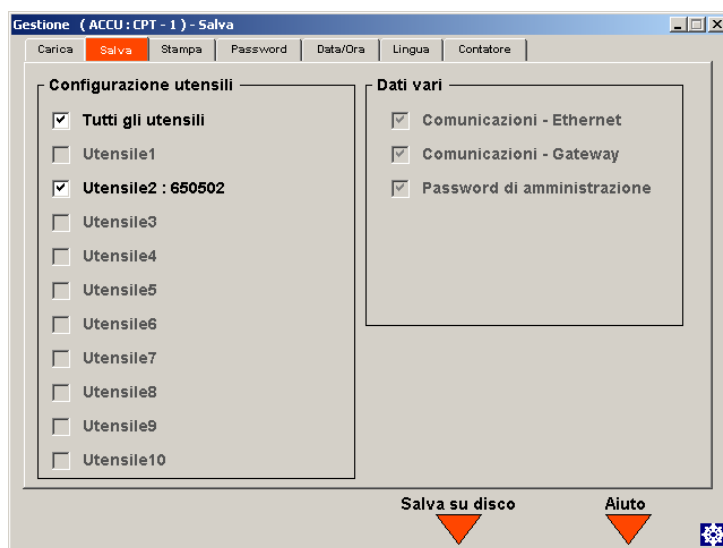 Gestione ( ACCU : CPT - 1 ) - Salva
Carica Salva Stampa Password Data/Ora Lingua Contatore
Configurazione utensili
Tutti gli utensili
Utensile1
Utensile2 : 650502
Utensile3
Utensile4
Utensile5
Utensile6
Utensile7
Utensile8
Utensile9
Utensile10
Dati vari
Comunicazioni - Ethernet
Comunicazioni - Gateway
Password di amministrazione
Salva su disco Aiuto